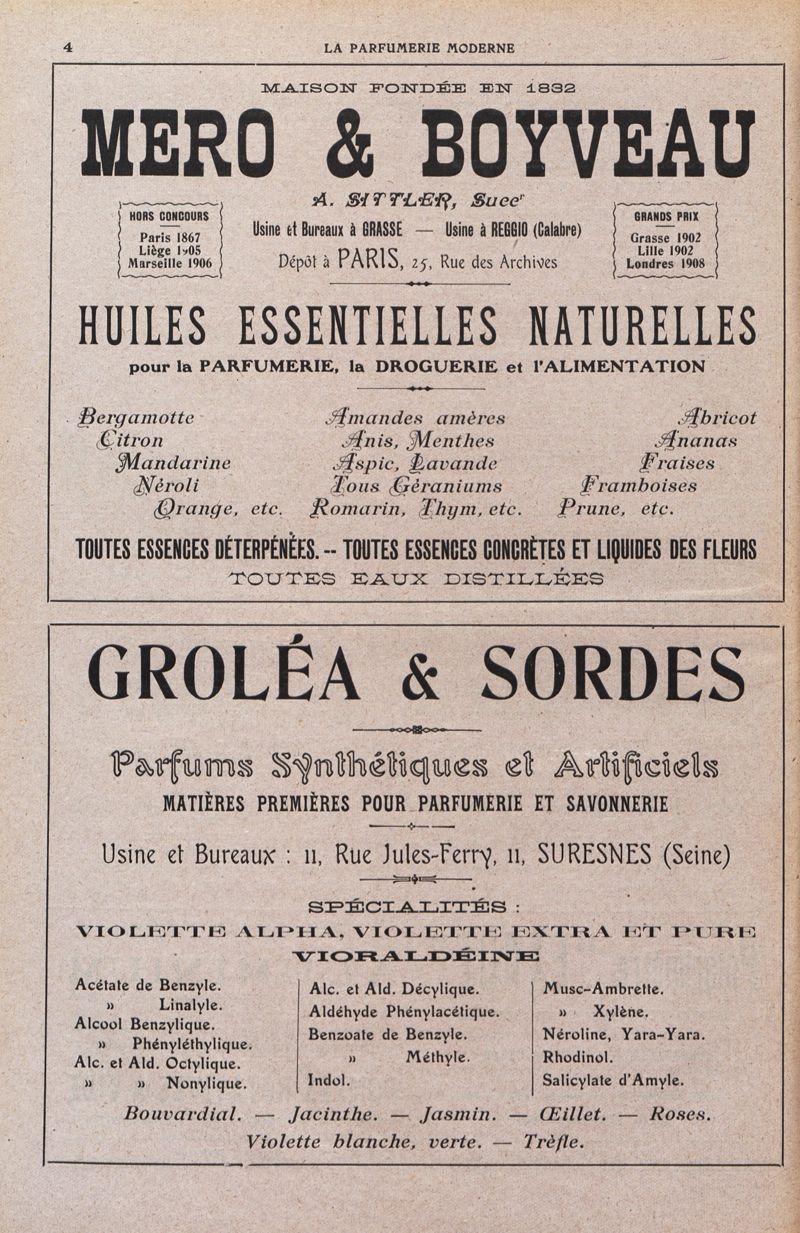 4
LA PARFUMERIE MODERNE
MAISON FONDÉE EN 1832
MERO & BOYVEAU
A. SITTLER, Succr
HORS CONCOURS
Paris 1867
Liège 1905
Marseille 1906
Usine et Bureaux à GRASSE — Usine à REGGIO (Calabre)
Dépôt à PARIS, 25, Rue des Archives
GRANDS PRIX
Grasse 1902
Lille 1902
Londres 1908
HUILES ESSENTIELLES NATURELLES
pour la PARFUMERIE, la DROGUERIE et l'ALIMENTATION
Bergamotte
Citron
Mandarine
Néroli
Orange, etc.
Amandes amères
Anis, Menthes
Aspic, Lavande
Tous Géraniums
Romarin, Thym, etc.
Abricot
Ananas
Fraises
Framboises
Prune, etc.
TOUTES ESSENCES DÉTERPÉNÉES. -- TOUTES ESSENCES CONCRÈTES ET LIQUIDES DES FLEURS
TOUTES EAUX DISTILLÉES
GROLÉA & SORDES
Parfums Synthétiques et Artificiels
MATIÈRES PREMIÈRES POUR PARFUMERIE ET SAVONNERIE
Usine et Bureaux : 11, Rue Jules-Ferry, 11, SURESNES (Seine)
SPÉCIALITÉS :
VIOLETTE ALPHA, VIOLETTE EXTRA ET PURE
VIORALDÉINE
Acétate de Benzyle.
» Linalyle.
Alcool Benzylique.
» Phényléthylique.
Alc. et Ald. Octylique.
» » Nonylique.
Alc. et Ald. Décylique.
Aldéhyde Phénylacétique.
Benzoate de Benzyle.
» Méthyle.
Indol.
Musc-Ambrette.
» Xylène.
Néroline, Yara-Yara.
Rhodinol.
Salicylate d'Amyle.
Bouvardial. — Jacinthe. — Jasmin. — Œillet. — Roses.
Violette blanche, verte. — Trèfle.